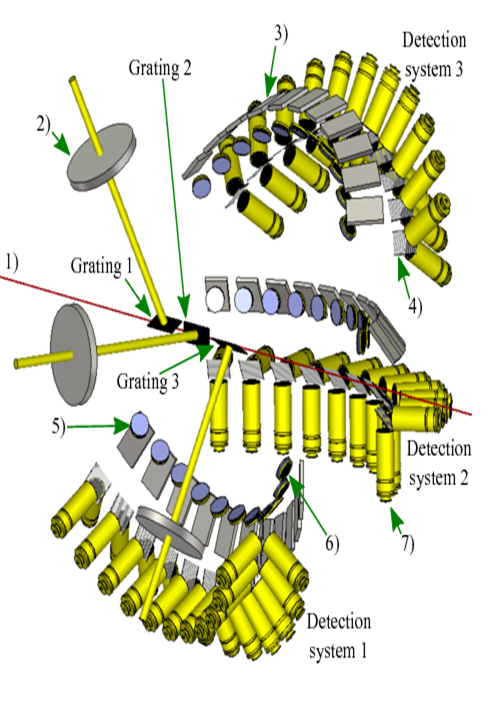 3)
Detection
system 3
Grating 2
2)
1)
Grating 1
4)
Grating 3
5)
Detection
system 2
6)
7)
Detection
system 1